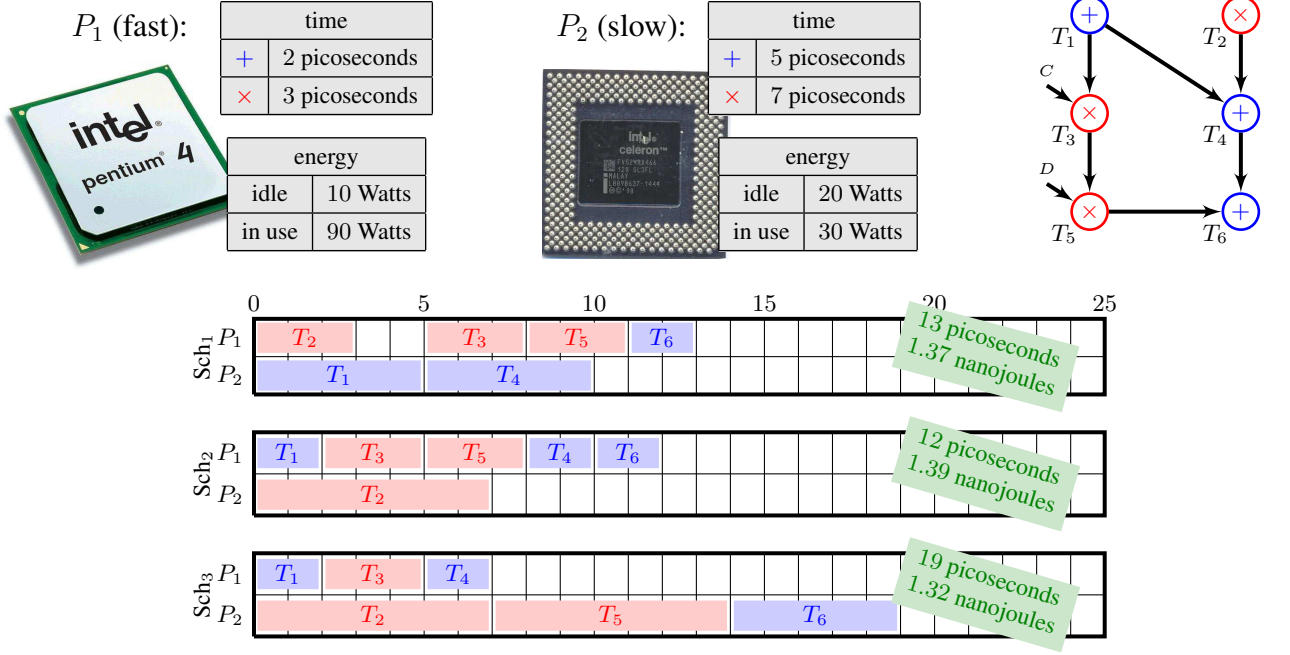 P₁ (fast):
time
+ 2 picoseconds
× 3 picoseconds
energy
idle 10 Watts
in use 90 Watts
intel®
pentium® 4
P₂ (slow):
time
+ 5 picoseconds
× 7 picoseconds
energy
idle 20 Watts
in use 30 Watts
intel®
celeron™
MALAY
+ ×
T₁ T₂
C
× +
T₃ T₄
D
× +
T₅ T₆
0 5 10 15 20 25
Sch₁ P₁ T₂ T₃ T₅ T₆
P₂ T₁ T₄
13 picoseconds
1.37 nanojoules
Sch₂ P₁ T₁ T₃ T₅ T₄ T₆
P₂ T₂
12 picoseconds
1.39 nanojoules
Sch₃ P₁ T₁ T₃ T₄
P₂ T₂ T₅ T₆
19 picoseconds
1.32 nanojoules